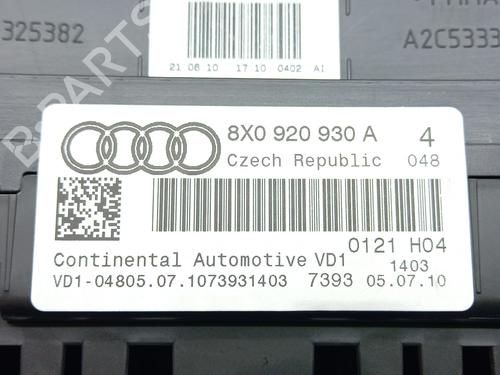 325382
A2C5333
21 06 10 17 10 0402 AI
8X0 920 930 A 4
Czech Republic 048
0121 H04
Continental Automotive VD1 1403
VD1-04805.07.1073931403 7393 05.07.10
B-PARTS